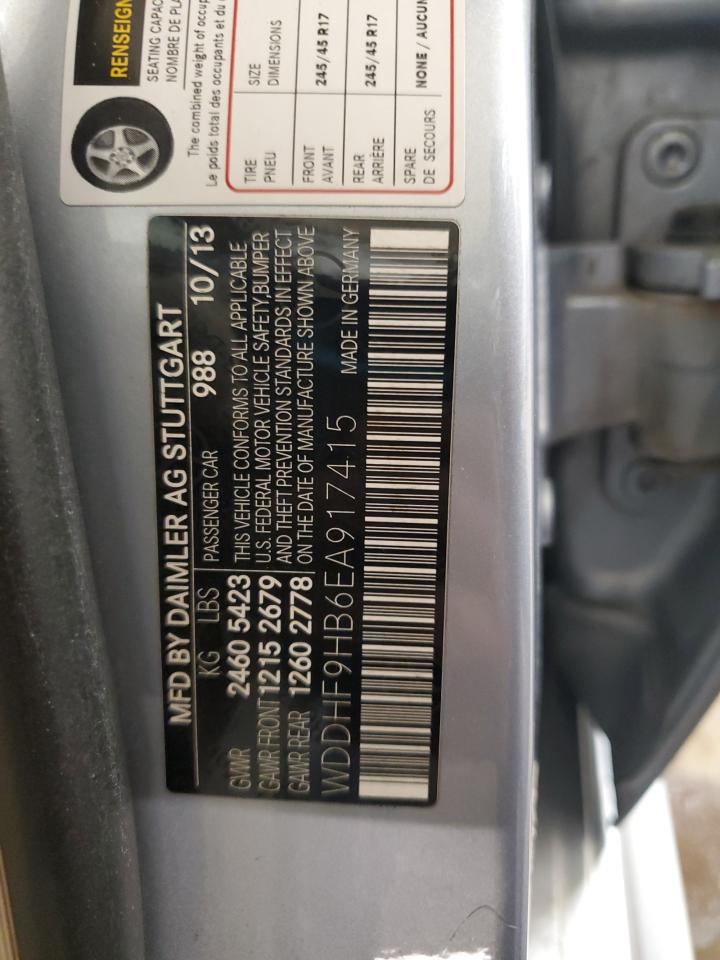 RENSEIGN
SEATING CAPAC
NOMBRE DE PLA
The combined weight of occup
Le poids total des occupants et du
TIRE SIZE
PNEU DIMENSIONS
FRONT 245/45 R17
AVANT
REAR 245/45 R17
ARRIÈRE
SPARE NONE / AUCUN
DE SECOURS
MFD BY DAIMLER AG STUTTGART
KG LBS PASSENGER CAR 988 10/13
GVWR 2460 5423 THIS VEHICLE CONFORMS TO ALL APPLICABLE
GAWR FRONT 1215 2679 U.S. FEDERAL MOTOR VEHICLE SAFETY,BUMPER
GAWR REAR 1260 2778 AND THEFT PREVENTION STANDARDS IN EFFECT
ON THE DATE OF MANUFACTURE SHOWN ABOVE
WDDHF9HB6EA917415 MADE IN GERMANY